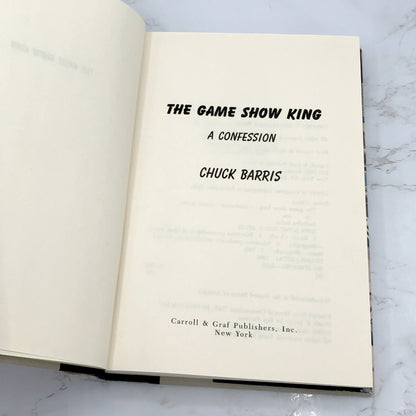 THE GAME SHOW KING
A CONFESSION
CHUCK BARRIS
Carroll & Graf Publishers, Inc.
New York